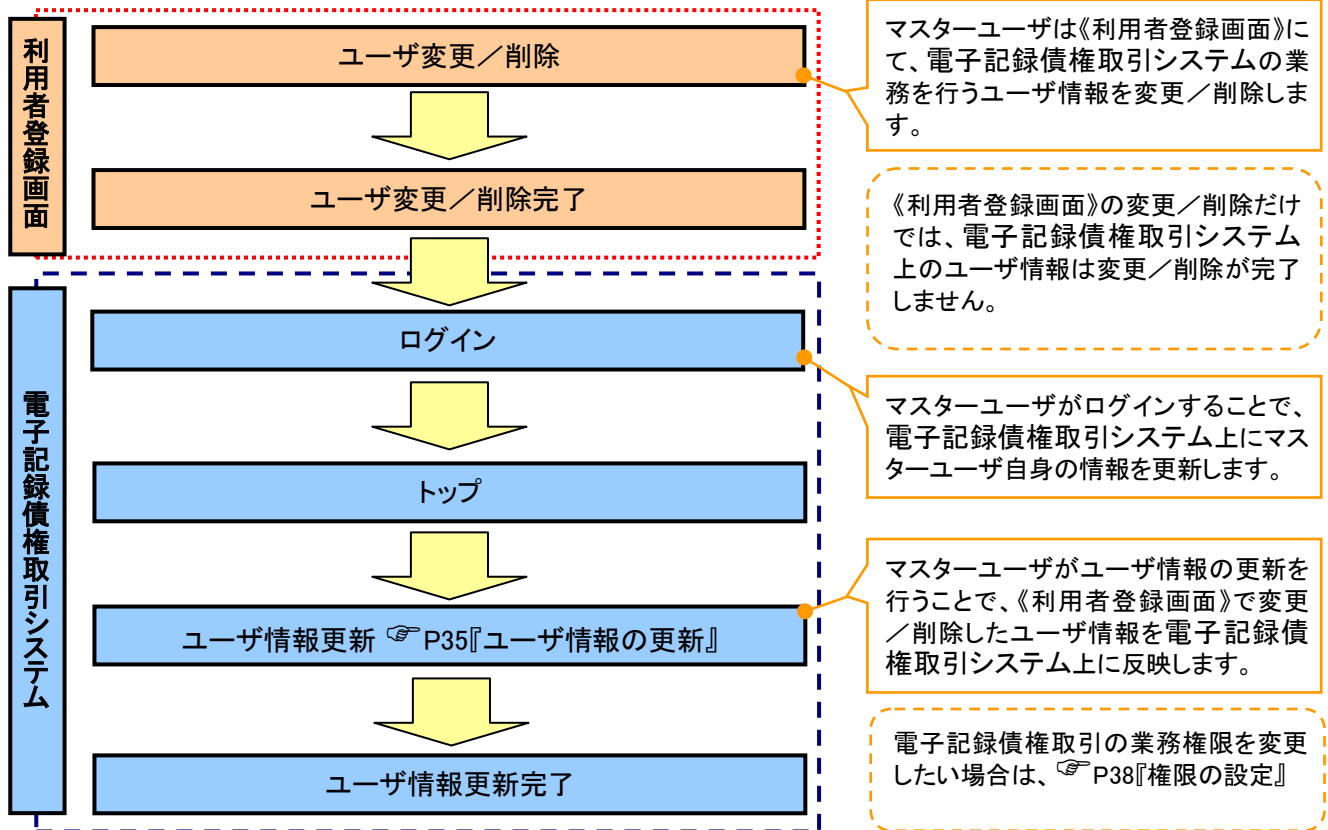 利用者登録画面
ユーザ変更／削除
ユーザ変更／削除完了
マスターユーザは《利用者登録画面》に
て、電子記録債権取引システムの業
務を行うユーザ情報を変更／削除しま
す。
《利用者登録画面》の変更／削除だけ
では、電子記録債権取引システム
上のユーザ情報は変更／削除が完了
しません。
電子記録債権取引システム
ログイン
トップ
ユーザ情報更新 ☞P35『ユーザ情報の更新』
ユーザ情報更新完了
マスターユーザがログインすることで、
電子記録債権取引システム上にマス
ターユーザ自身の情報を更新します。
マスターユーザがユーザ情報の更新を
行うことで、《利用者登録画面》で変更
／削除したユーザ情報を電子記録債
権取引システム上に反映します。
電子記録債権取引の業務権限を変更
したい場合は、☞P38『権限の設定』